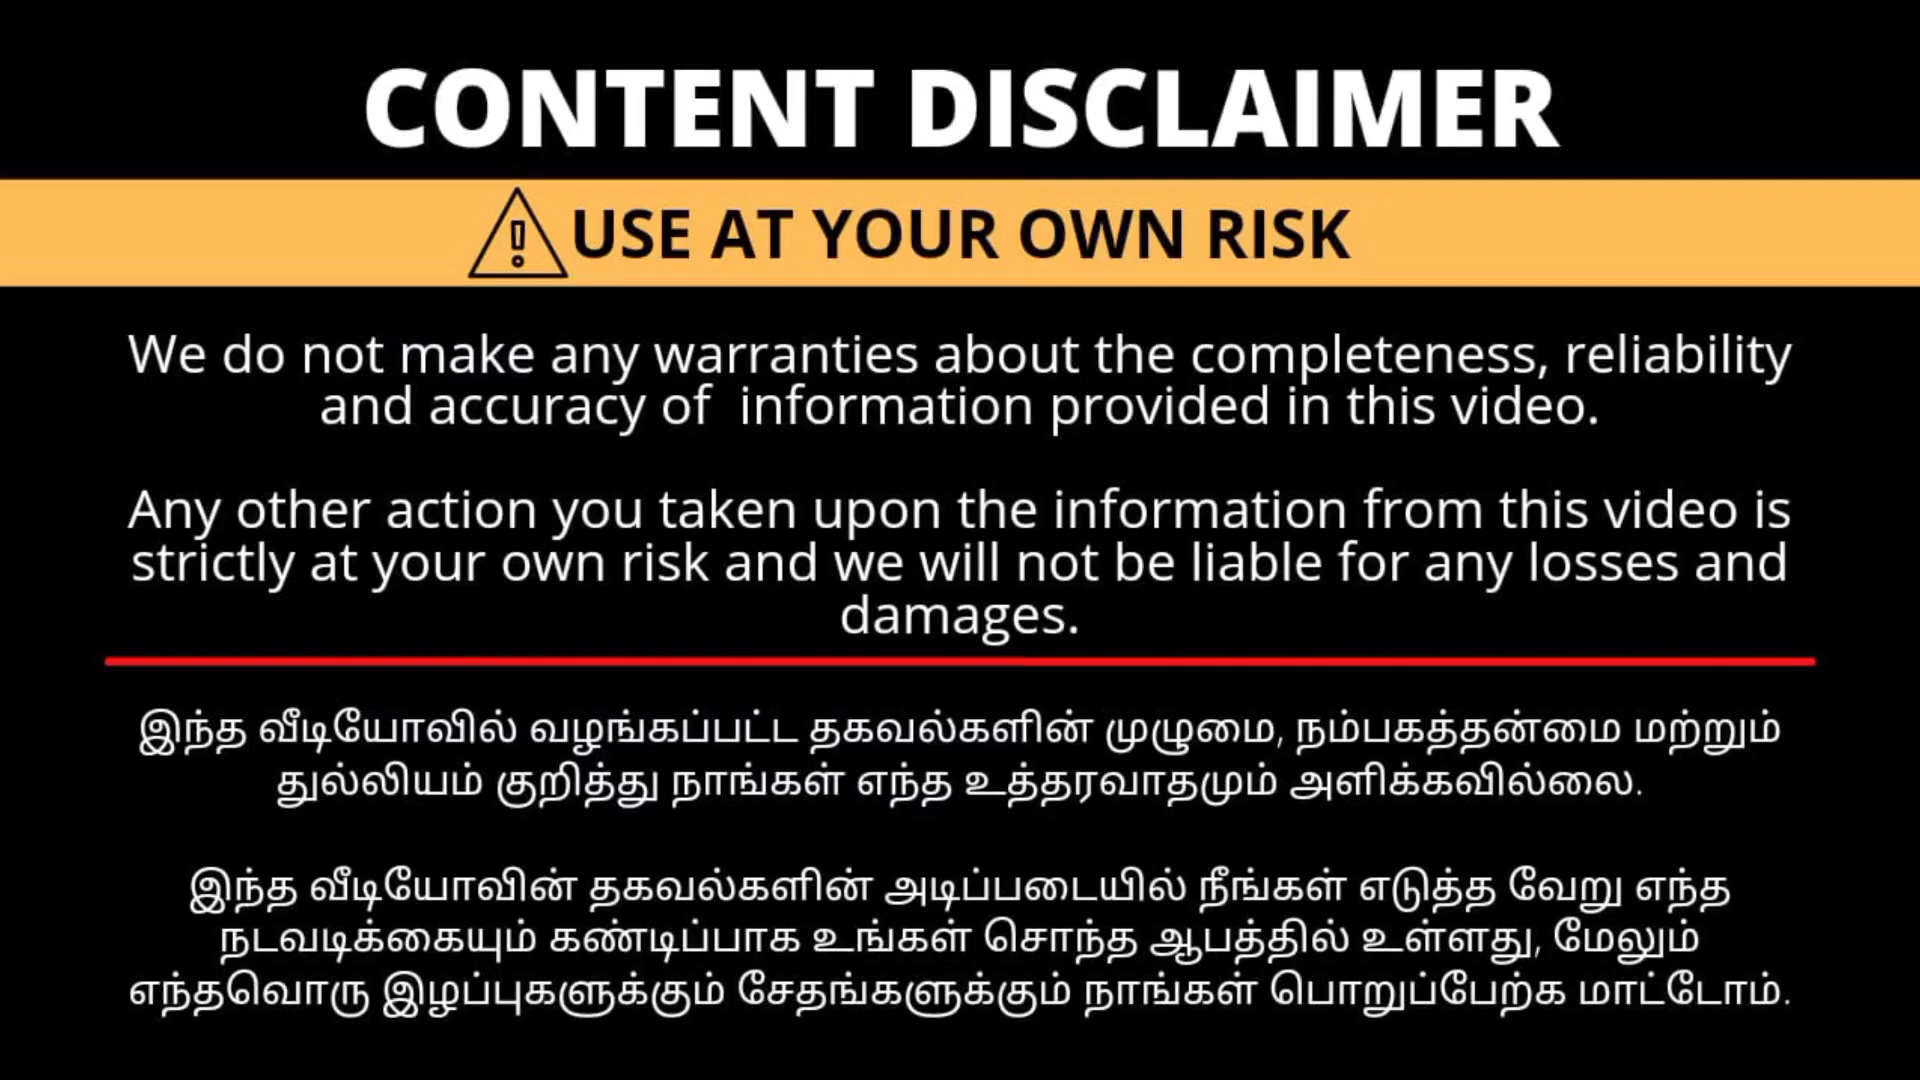 CONTENT DISCLAIMER
USE AT YOUR OWN RISK
We do not make any warranties about the completeness, reliability
and accuracy of  information provided in this video.
Any other action you taken upon the information from this video is
strictly at your own risk and we will not be liable for any losses and
damages.
இந்த வீடியோவில் வழங்கப்பட்ட தகவல்களின் முழுமை, நம்பகத்தன்மை மற்றும்
துல்லியம் குறித்து நாங்கள் எந்த உத்தரவாதமும் அளிக்கவில்லை.
இந்த வீடியோவின் தகவல்களின் அடிப்படையில் நீங்கள் எடுத்த வேறு எந்த
நடவடிக்கையும் கண்டிப்பாக உங்கள் சொந்த ஆபத்தில் உள்ளது, மேலும்
எந்தவொரு இழப்புகளுக்கும் சேதங்களுக்கும் நாங்கள் பொறுப்பேற்க மாட்டோம்.